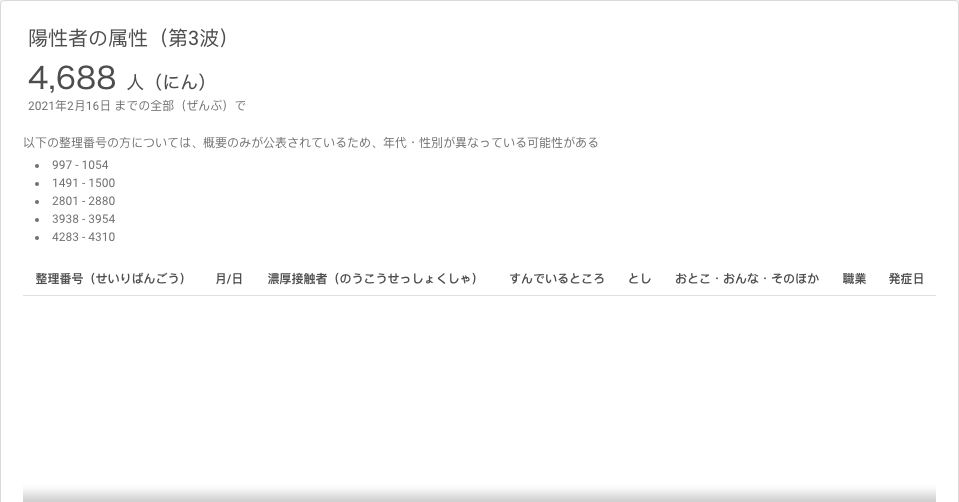 陽性者の属性（第3波）
4,688 人（にん）
2021年2月16日 までの全部（ぜんぶ）で
以下の整理番号の方については、概要のみが公表されているため、年代・性別が異なっている可能性がある
• 997 - 1054
• 1491 - 1500
• 2801 - 2880
• 3938 - 3954
• 4283 - 4310
整理番号（せいりばんごう） 月/日 濃厚接触者（のうこうせっしょくしゃ） すんでいるところ とし おとこ・おんな・そのほか 職業 発症日